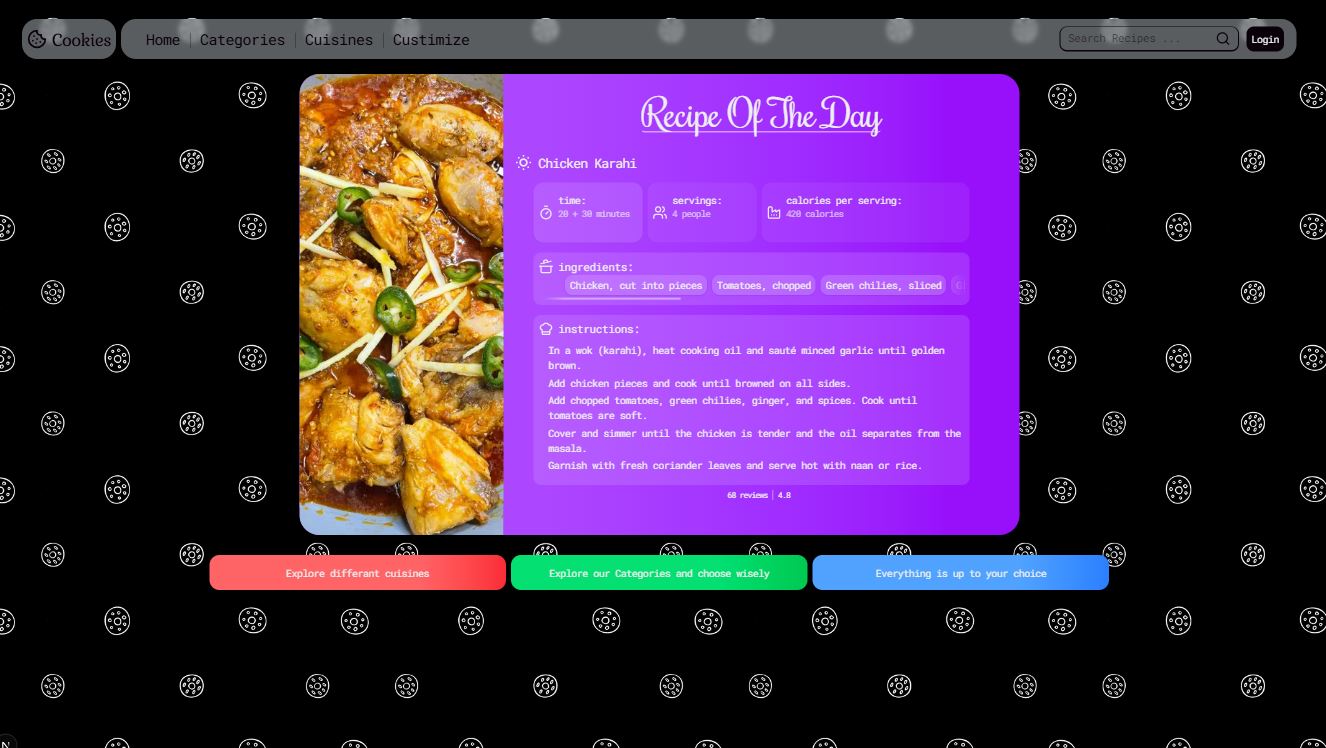 Cookies
Home
Categories
Cuisines
Custimize
Search Recipes ...
Login
Recipe Of The Day
Chicken Karahi
time:
20 + 30 minutes
servings:
4 people
calories per serving:
420 calories
ingredients:
Chicken, cut into pieces
Tomatoes, chopped
Green chilies, sliced
instructions:
In a wok (karahi), heat cooking oil and sauté minced garlic until golden
brown.
Add chicken pieces and cook until browned on all sides.
Add chopped tomatoes, green chilies, ginger, and spices. Cook until
tomatoes are soft.
Cover and simmer until the chicken is tender and the oil separates from the
masala.
Garnish with fresh coriander leaves and serve hot with naan or rice.
68 reviews | 4.8
Explore differant cuisines
Explore our Categories and choose wisely
Everything is up to your choice
N